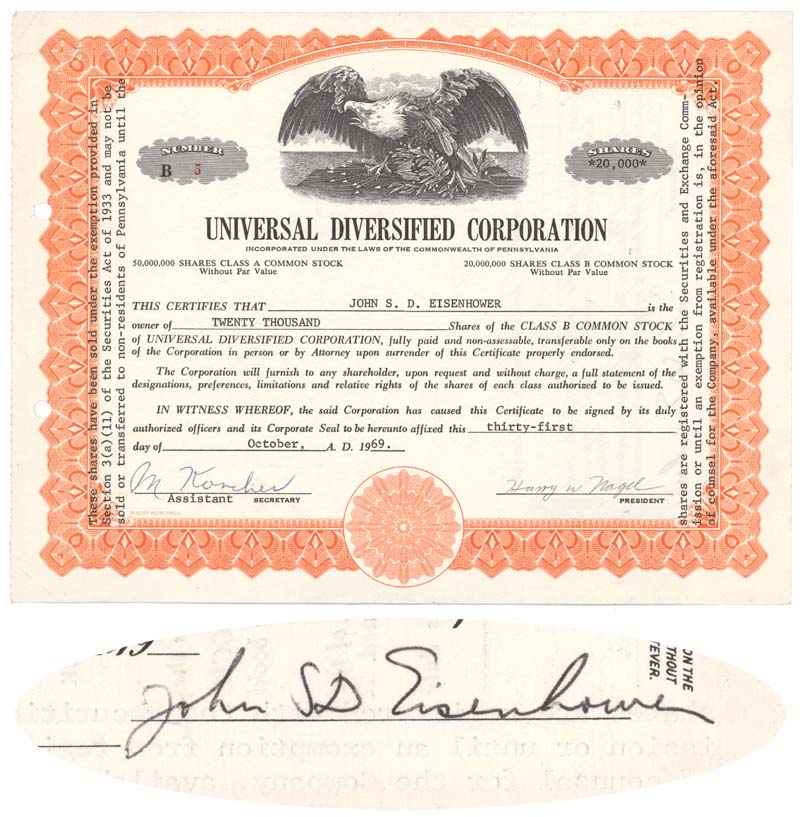 NUMBER
B 5
SHARES
*20,000*
UNIVERSAL DIVERSIFIED CORPORATION
INCORPORATED UNDER THE LAWS OF THE COMMONWEALTH OF PENNSYLVANIA
50,000,000 SHARES CLASS A COMMON STOCK
Without Par Value
20,000,000 SHARES CLASS B COMMON STOCK
Without Par Value
THIS CERTIFIES THAT JOHN S. D. EISENHOWER is the
owner of TWENTY THOUSAND Shares of the CLASS B COMMON STOCK
of UNIVERSAL DIVERSIFIED CORPORATION, fully paid and non-assessable, transferable only on the books
of the Corporation in person or by Attorney upon surrender of this Certificate properly endorsed.
The Corporation will furnish to any shareholder, upon request and without charge, a full statement of the
designations, preferences, limitations and relative rights of the shares of each class authorized to be issued.
IN WITNESS WHEREOF, the said Corporation has caused this Certificate to be signed by its duly
authorized officers and its Corporate Seal to be hereunto affixed this thirty-first
day of October, A. D. 1969.
Assistant SECRETARY
Harry W Nagel
PRESIDENT
These shares have been sold under the exemption provided in
Section 3(a)(11) of the Securities Act of 1933 and may not be
sold or transferred to non-residents of Pennsylvania until the
shares are registered with the Securities and Exchange Comm-
ission or until an exemption from registration is, in the opinion
of counsel for the Company, available under the aforesaid Act.
John SD Eisenhower
ON THE
THOUT
TEVER.